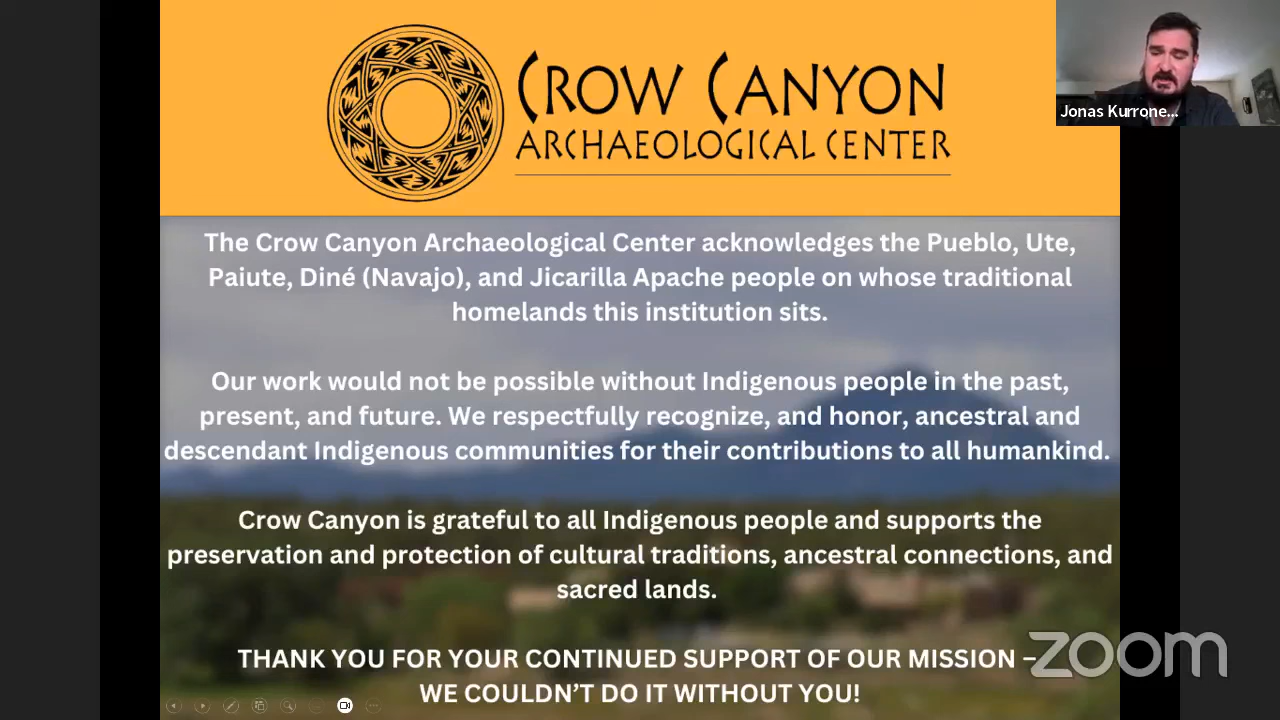 CROW CANYON
ARCHAEOLOGICAL CENTER
Jonas Kurrone...
The Crow Canyon Archaeological Center acknowledges the Pueblo, Ute,
Paiute, Diné (Navajo), and Jicarilla Apache people on whose traditional
homelands this institution sits.
Our work would not be possible without Indigenous people in the past,
present, and future. We respectfully recognize, and honor, ancestral and
descendant Indigenous communities for their contributions to all humankind.
Crow Canyon is grateful to all Indigenous people and supports the
preservation and protection of cultural traditions, ancestral connections, and
sacred lands.
THANK YOU FOR YOUR CONTINUED SUPPORT OF OUR MISSION –
WE COULDN'T DO IT WITHOUT YOU!
zoom